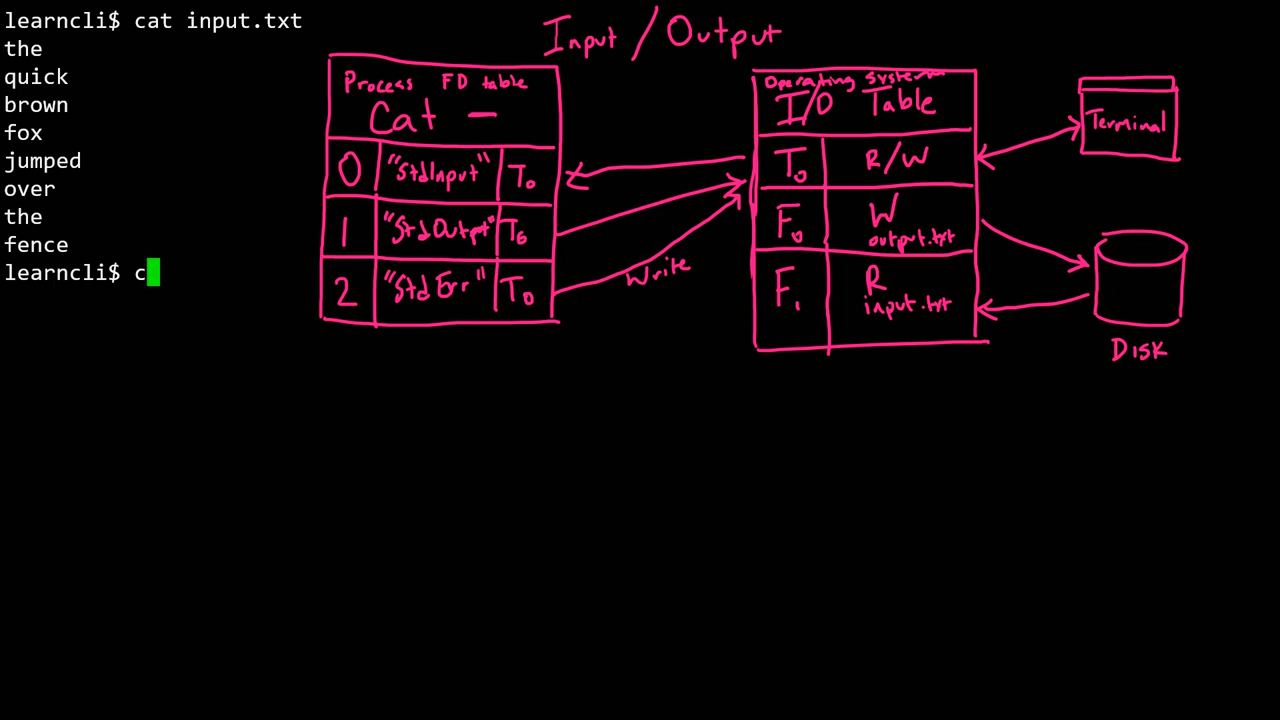 learncli$ cat input.txt
the
quick
brown
fox
jumped
over
the
fence
learncli$ c
Input / Output
Process FD table
Cat -
0 "StdInput" T0
1 "StdOutput" T0
2 "StdErr" T0
Write
Operating System
I/O Table
T0 R/W
F0 W
output.txt
F1 R
input.txt
Terminal
Disk